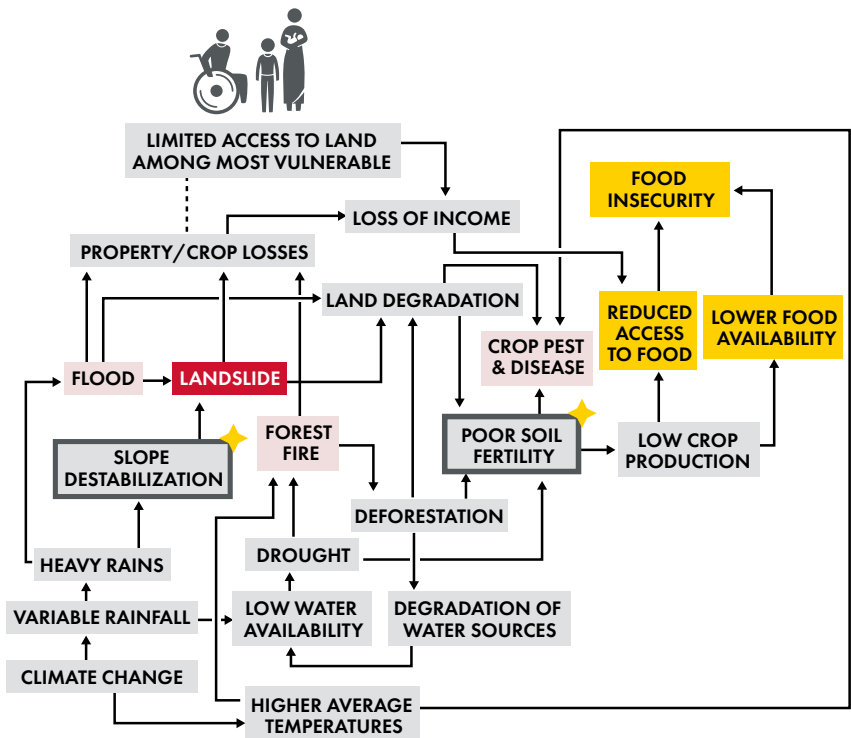 LIMITED ACCESS TO LAND
AMONG MOST VULNERABLE
FOOD
INSECURITY
LOSS OF INCOME
PROPERTY/CROP LOSSES
LAND DEGRADATION
REDUCED
ACCESS
TO FOOD
LOWER FOOD
AVAILABILITY
CROP PEST
& DISEASE
FLOOD
LANDSLIDE
FOREST
FIRE
POOR SOIL
FERTILITY
LOW CROP
PRODUCTION
SLOPE
DESTABILIZATION
DEFORESTATION
DROUGHT
HEAVY RAINS
VARIABLE RAINFALL
LOW WATER
AVAILABILITY
DEGRADATION OF
WATER SOURCES
CLIMATE CHANGE
HIGHER AVERAGE
TEMPERATURES